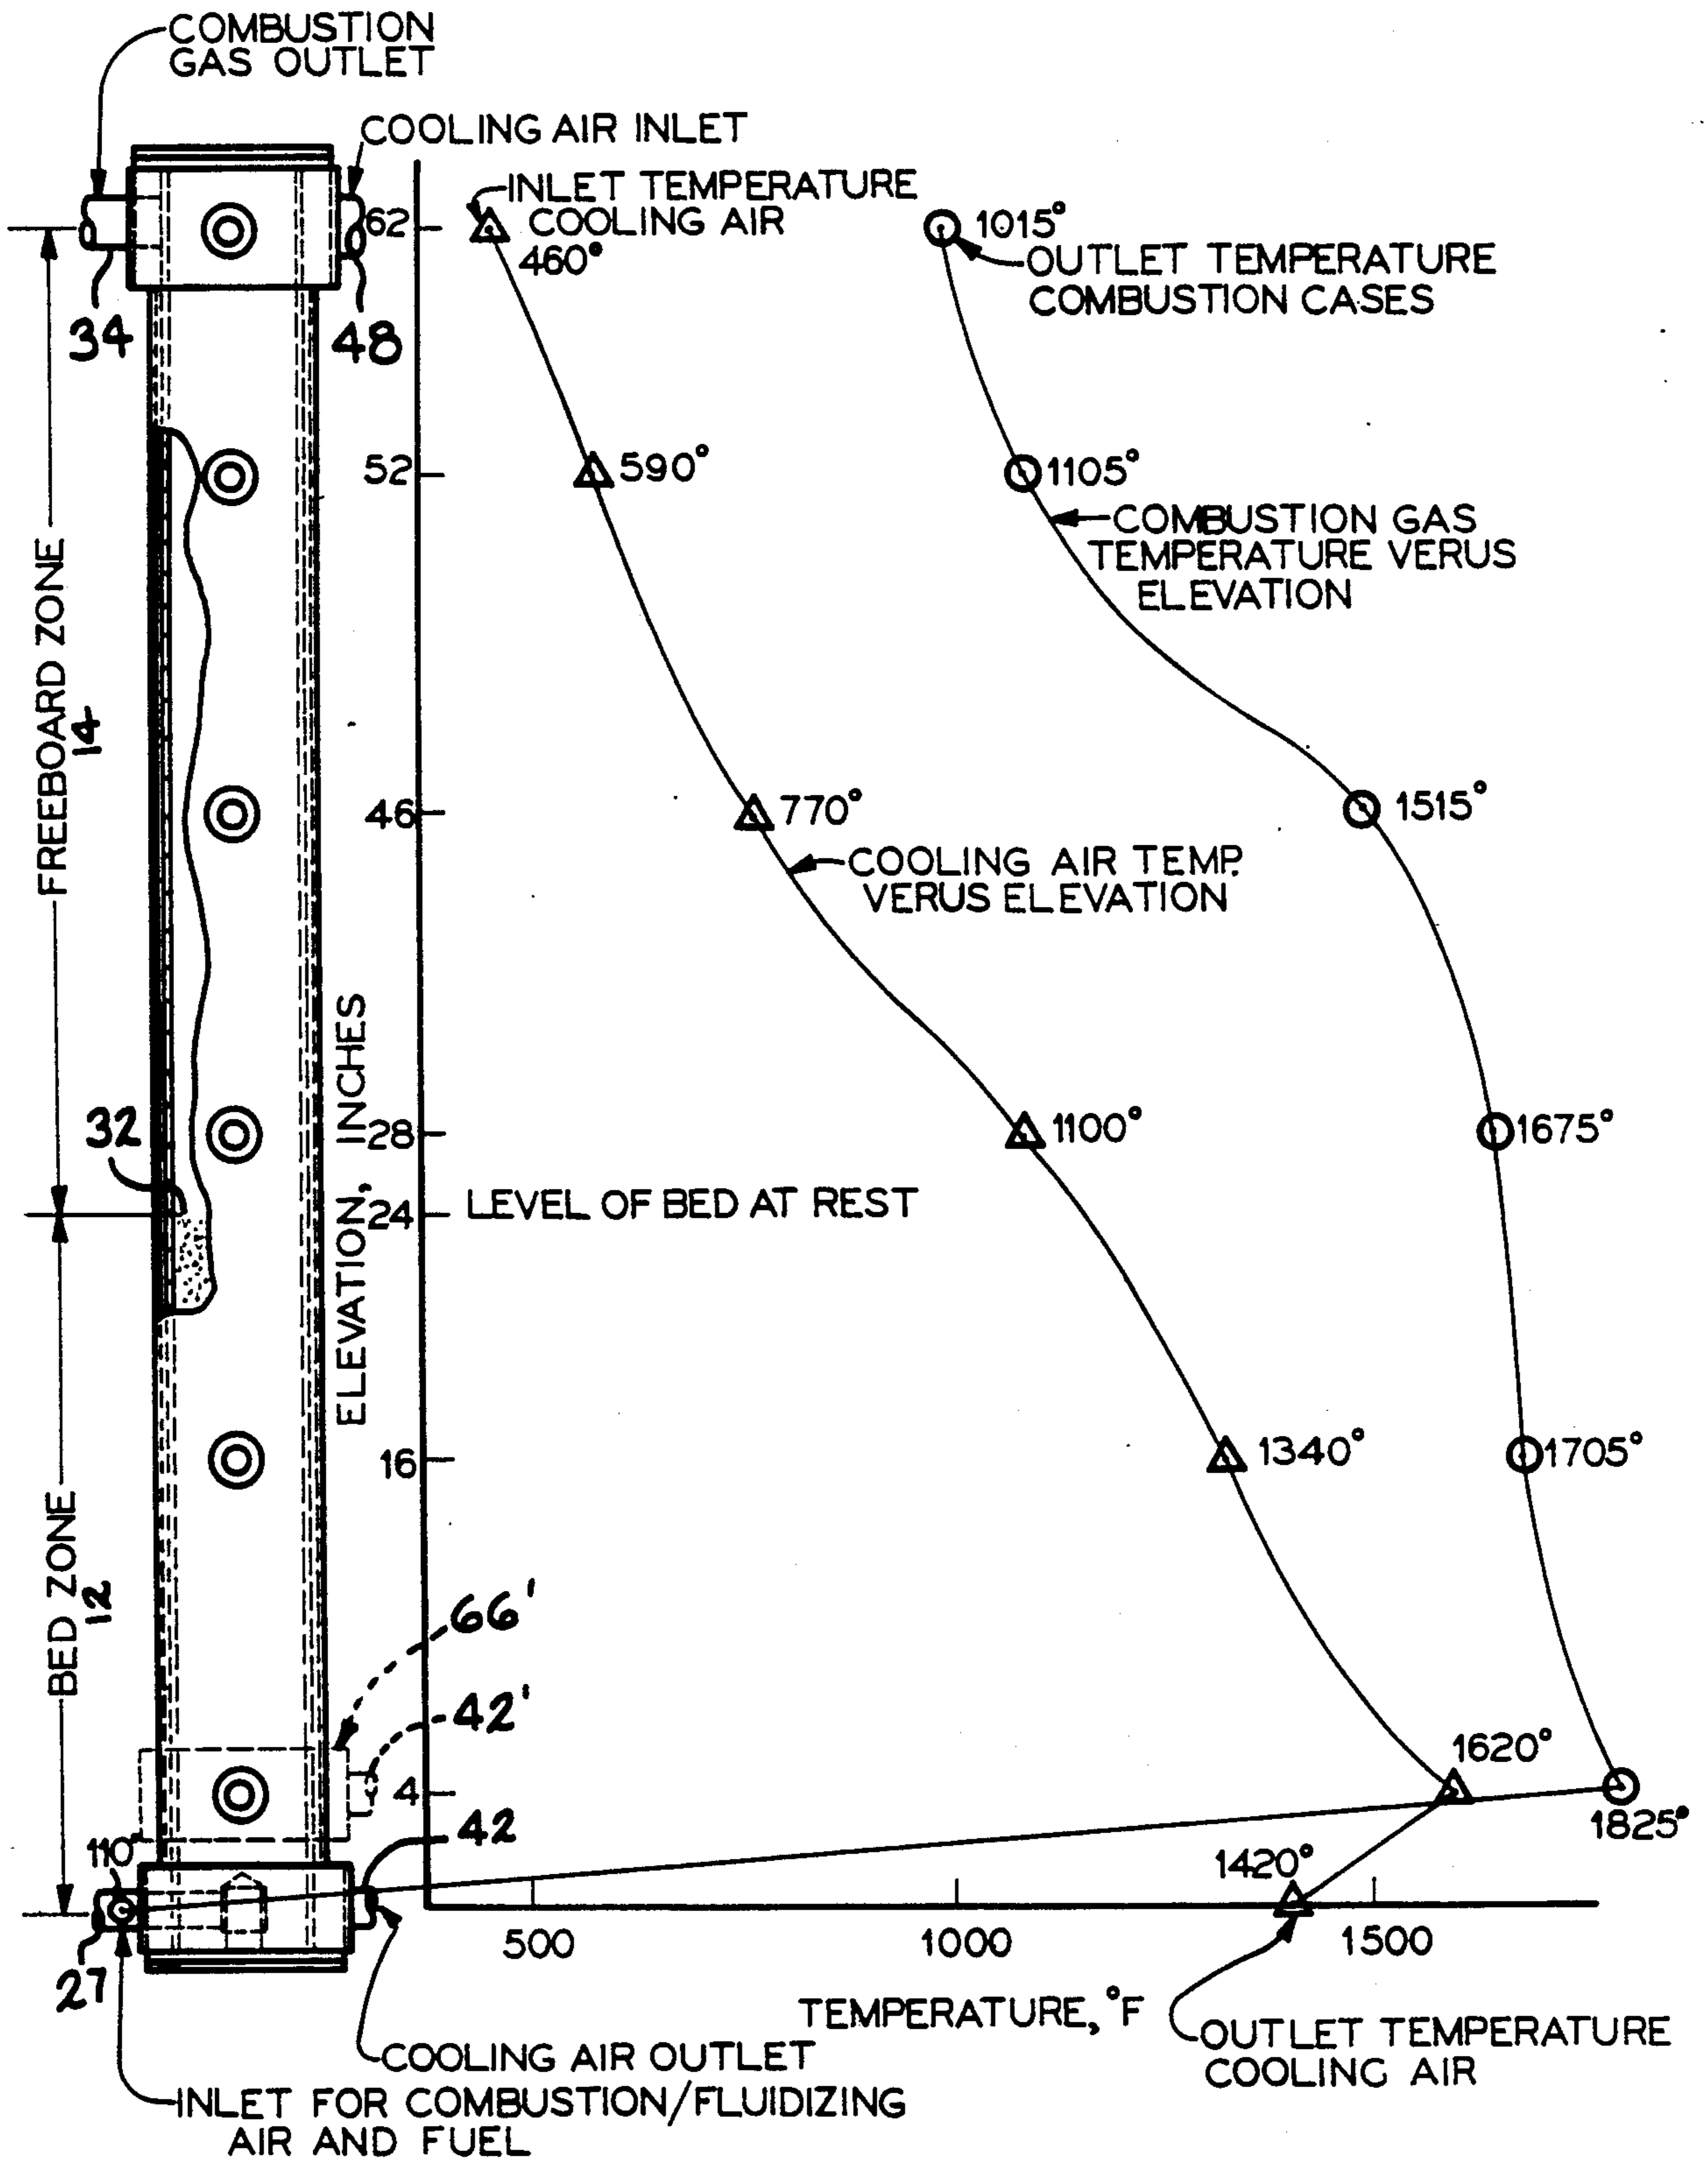 COMBUSTION
GAS OUTLET
COOLING AIR INLET
INLET TEMPERATURE
COOLING AIR
460°
62
1015°
OUTLET TEMPERATURE
COMBUSTION CASES
34
48
52
590°
1105°
COMBUSTION GAS
TEMPERATURE VERUS
ELEVATION
FREEBOARD ZONE
14
46
770°
1515°
COOLING AIR TEMP.
VERUS ELEVATION
ELEVATION, INCHES
32
28
1100°
1675°
24
LEVEL OF BED AT REST
16
1340°
1705°
BED ZONE
12
66'
42'
4
1620°
1825°
42
110°
1420°
500
1000
1500
27
TEMPERATURE, °F
OUTLET TEMPERATURE
COOLING AIR
COOLING AIR OUTLET
INLET FOR COMBUSTION/FLUIDIZING
AIR AND FUEL